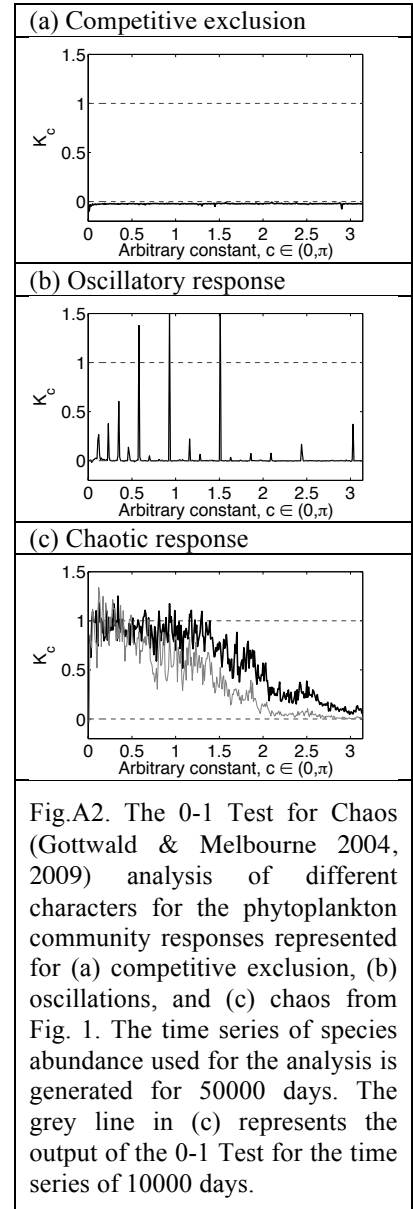 (a) Competitive exclusion
1.5
1
0.5
0
K_c
0 0.5 1 1.5 2 2.5 3
Arbitrary constant, c ∈ (0,π)
(b) Oscillatory response
1.5
1
0.5
0
K_c
0 0.5 1 1.5 2 2.5 3
Arbitrary constant, c ∈ (0,π)
(c) Chaotic response
1.5
1
0.5
0
K_c
0 0.5 1 1.5 2 2.5 3
Arbitrary constant, c ∈ (0,π)
Fig.A2. The 0-1 Test for Chaos
(Gottwald & Melbourne 2004,
2009) analysis of different
characters for the phytoplankton
community responses represented
for (a) competitive exclusion, (b)
oscillations, and (c) chaos from
Fig. 1. The time series of species
abundance used for the analysis is
generated for 50000 days. The
grey line in (c) represents the
output of the 0-1 Test for the time
series of 10000 days.